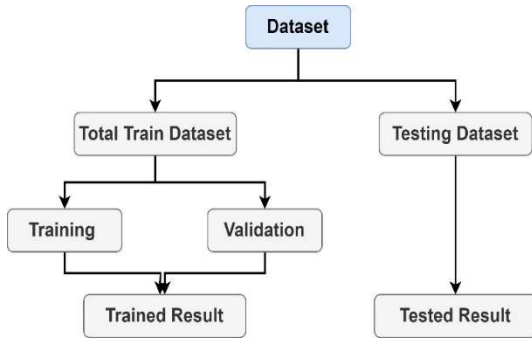 Dataset
Total Train Dataset
Testing Dataset
Training
Validation
Trained Result
Tested Result